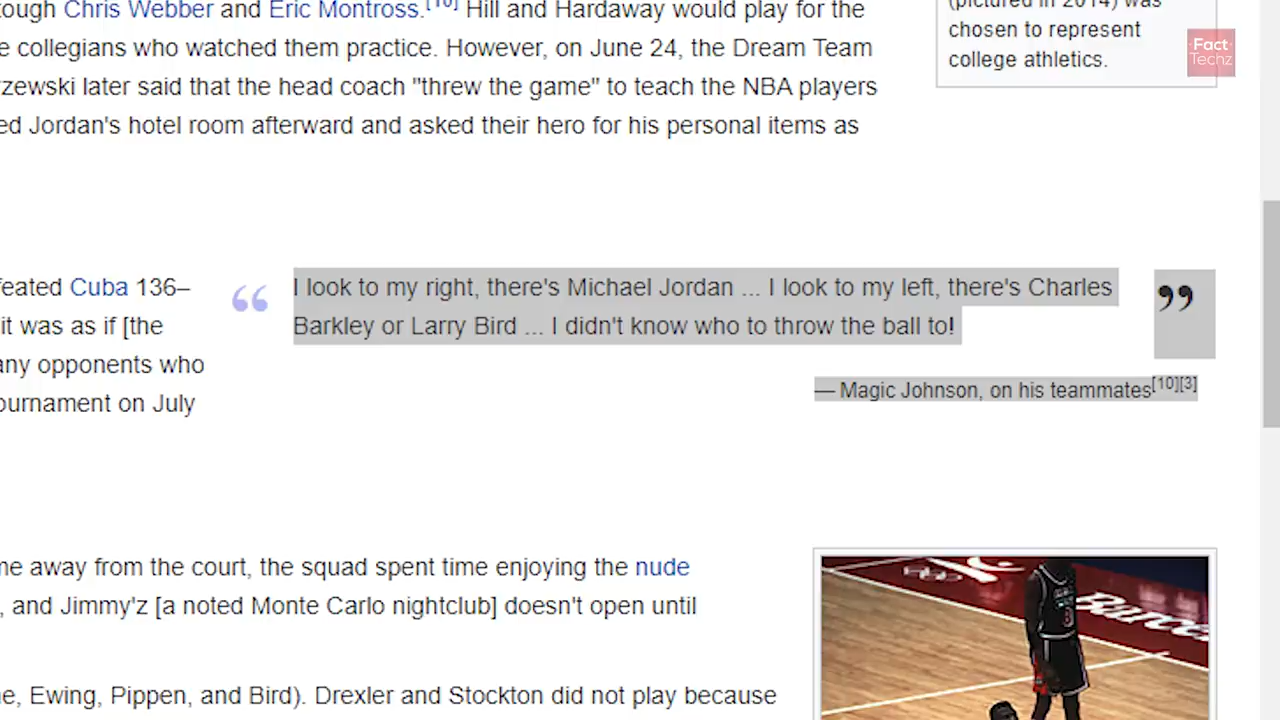 tough Chris Webber and Eric Montross.[16] Hill and Hardaway would play for the
e collegians who watched them practice. However, on June 24, the Dream Team
zewski later said that the head coach "threw the game" to teach the NBA players
ed Jordan's hotel room afterward and asked their hero for his personal items as
(pictured in 2014) was
chosen to represent
college athletics.
Fact
Techz
feated Cuba 136–
it was as if [the
any opponents who
ournament on July
“ I look to my right, there's Michael Jordan ... I look to my left, there's Charles ”
Barkley or Larry Bird ... I didn't know who to throw the ball to!
— Magic Johnson, on his teammates[10][3]
me away from the court, the squad spent time enjoying the nude
, and Jimmy'z [a noted Monte Carlo nightclub] doesn't open until
e, Ewing, Pippen, and Bird). Drexler and Stockton did not play because